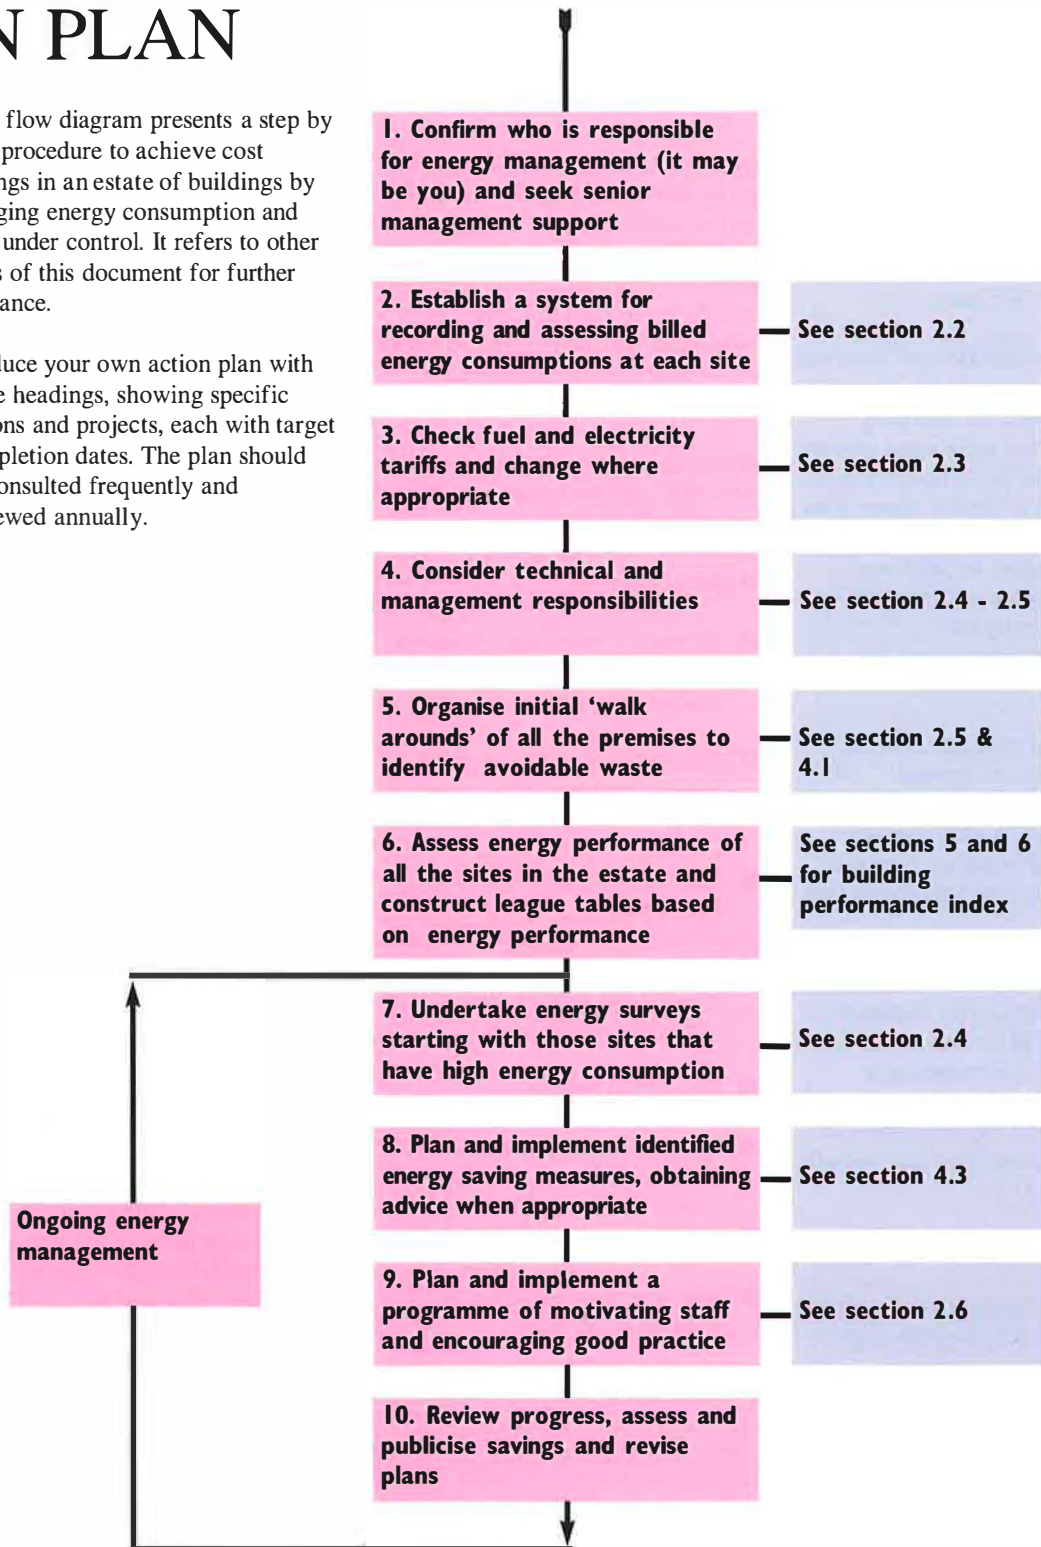 N PLAN
flow diagram presents a step by
procedure to achieve cost
ngs in an estate of buildings by
ging energy consumption and
under control. It refers to other
s of this document for further
ance.
luce your own action plan with
e headings, showing specific
ons and projects, each with target
pletion dates. The plan should
onsulted frequently and
ewed annually.
1. Confirm who is responsible
for energy management (it may
be you) and seek senior
management support
2. Establish a system for
recording and assessing billed
energy consumptions at each site
See section 2.2
3. Check fuel and electricity
tariffs and change where
appropriate
See section 2.3
4. Consider technical and
management responsibilities
See section 2.4 - 2.5
5. Organise initial ‘walk
arounds’ of all the premises to
identify avoidable waste
See section 2.5 &
4.1
6. Assess energy performance of
all the sites in the estate and
construct league tables based
on energy performance
See sections 5 and 6
for building
performance index
7. Undertake energy surveys
starting with those sites that
have high energy consumption
See section 2.4
8. Plan and implement identified
energy saving measures, obtaining
advice when appropriate
See section 4.3
Ongoing energy
management
9. Plan and implement a
programme of motivating staff
and encouraging good practice
See section 2.6
10. Review progress, assess and
publicise savings and revise
plans